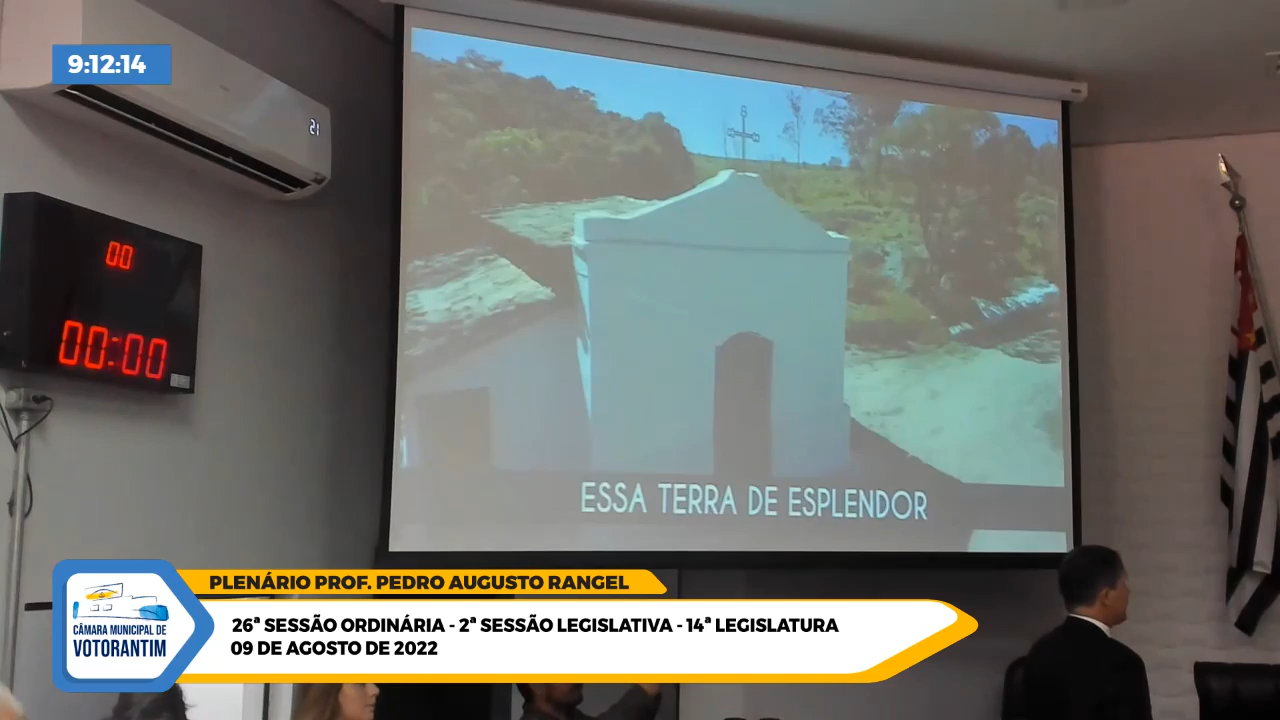 9:12:14
21
00
00:00
ESSA TERRA DE ESPLENDOR
PLENÁRIO PROF. PEDRO AUGUSTO RANGEL
26ª SESSÃO ORDINÁRIA - 2ª SESSÃO LEGISLATIVA - 14ª LEGISLATURA
09 DE AGOSTO DE 2022
CÂMARA MUNICIPAL DE
VOTORANTIM